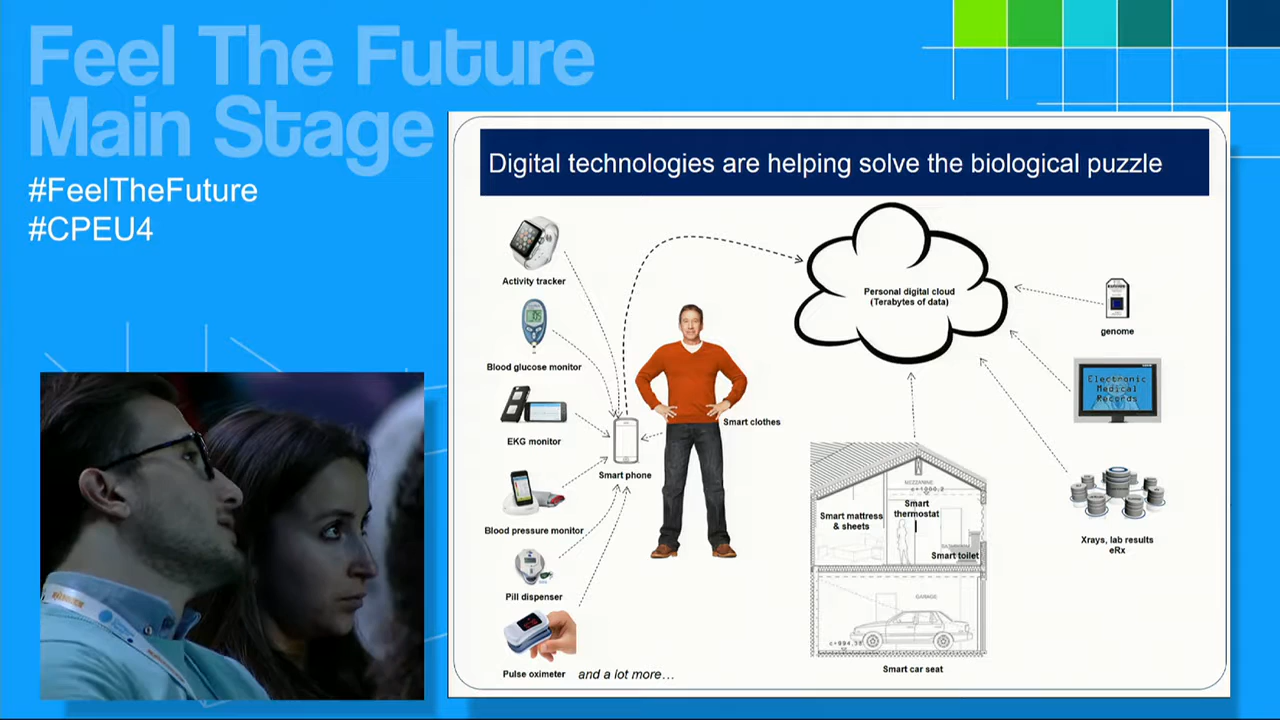 Feel The Future
Main Stage
#FeelTheFuture
#CPEU4
Digital technologies are helping solve the biological puzzle
Activity tracker
Blood glucose monitor
EKG monitor
Blood pressure monitor
Pill dispenser
Pulse oximeter
and a lot more…
Smart phone
Smart clothes
Personal digital cloud
(Terabytes of data)
genome
Electronic
Medical
Records
Xrays, lab results
eRx
MEZZANINE
Smart
thermostat
Smart mattress
& sheets
Smart toilet
GARAGE
Smart car seat